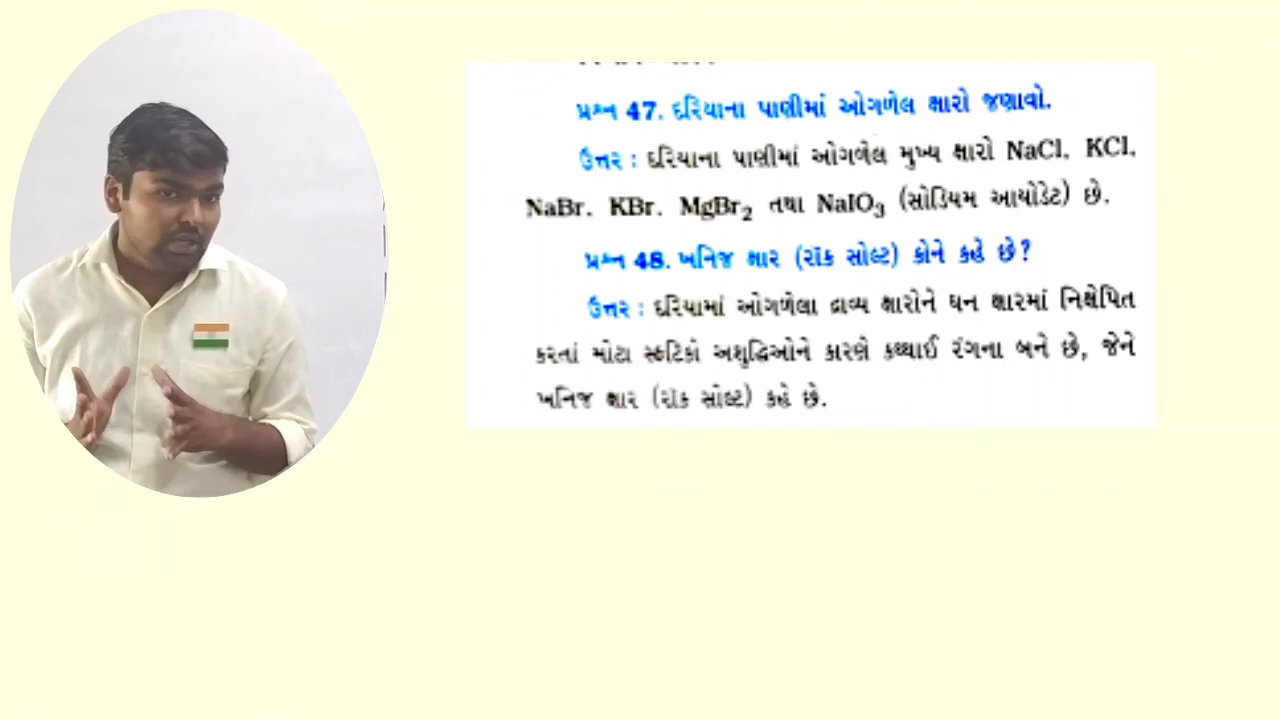 પ્રશ્ન 47. દરિયાના પાણીમાં ઓગળેલ ક્ષારો જણાવો.
ઉત્તર : દરિયાના પાણીમાં ઓગળેલ મુખ્ય ક્ષારો NaCl, KCl,
NaBr, KBr, MgBr₂ તથા NaIO₃ (સોડિયમ આયોડેટ) છે.
પ્રશ્ન 48. ખનિજ ક્ષાર (રૉક સોલ્ટ) કોને કહે છે?
ઉત્તર : દરિયામાં ઓગળેલા દ્રાવ્ય ક્ષારોને ઘન ક્ષારમાં નિક્ષેપિત
કરતાં મોટા સ્ફટિકો અશુદ્ધિઓને કારણે કથ્થાઈ રંગના બને છે, જેને
ખનિજ ક્ષાર (રૉક સોલ્ટ) કહે છે.